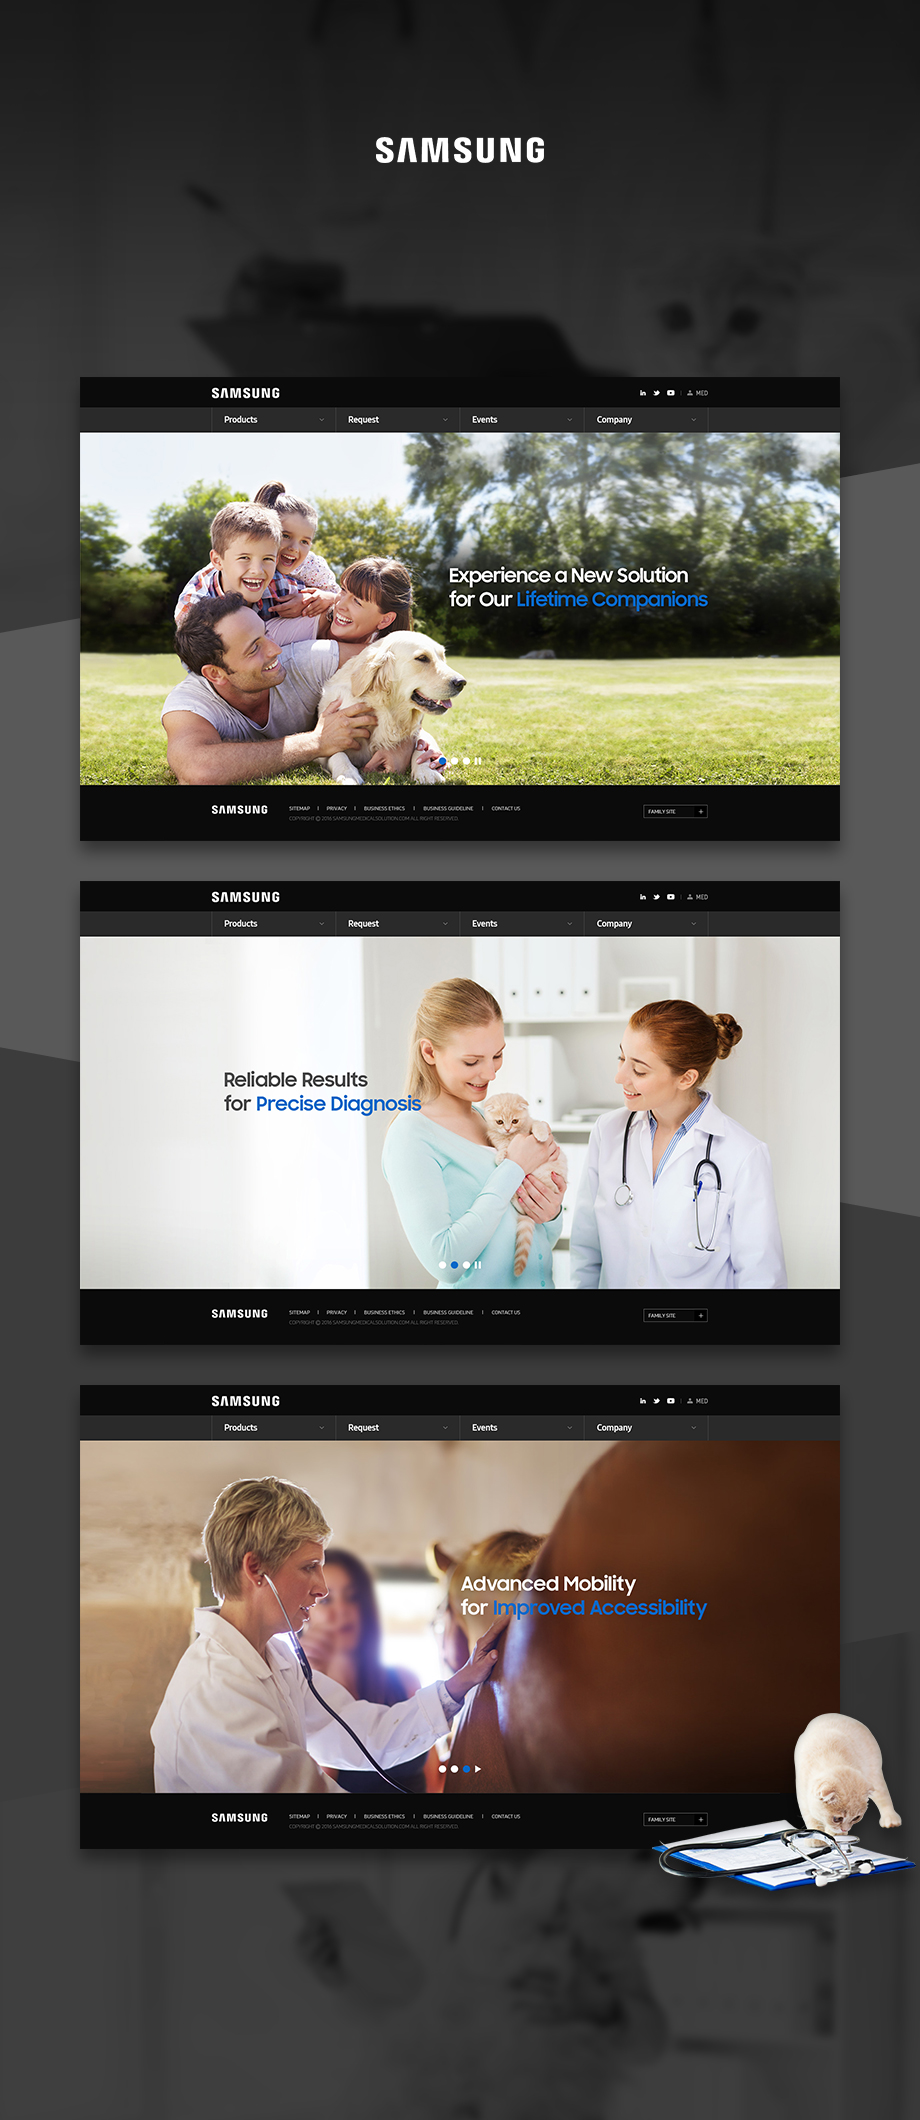 SAMSUNG
SAMSUNG
in MED
Products Request Events Company
Experience a New Solution
for Our Lifetime Companions
SAMSUNG SITEMAP | PRIVACY | BUSINESS ETHICS | BUSINESS GUIDELINE | CONTACT US FAMILY SITE +
COPYRIGHT © 2016 SAMSUNGMEDICALSOLUTION.COM ALL RIGHT RESERVED.
SAMSUNG
in MED
Products Request Events Company
Reliable Results
for Precise Diagnosis
SAMSUNG SITEMAP | PRIVACY | BUSINESS ETHICS | BUSINESS GUIDELINE | CONTACT US FAMILY SITE +
COPYRIGHT © 2016 SAMSUNGMEDICALSOLUTION.COM ALL RIGHT RESERVED.
SAMSUNG
in MED
Products Request Events Company
Advanced Mobility
for Improved Accessibility
SAMSUNG SITEMAP | PRIVACY | BUSINESS ETHICS | BUSINESS GUIDELINE | CONTACT US FAMILY SITE +
COPYRIGHT © 2016 SAMSUNGMEDICALSOLUTION.COM ALL RIGHT RESERVED.